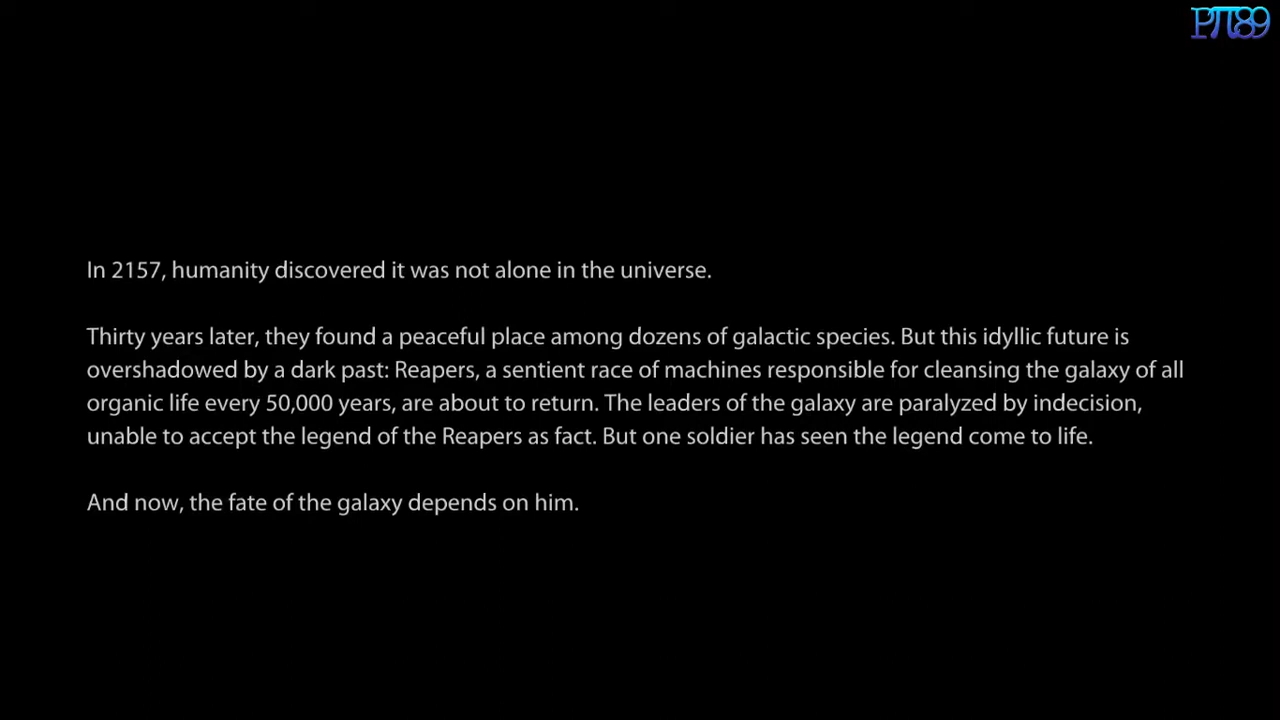 PΠ89
In 2157, humanity discovered it was not alone in the universe.
Thirty years later, they found a peaceful place among dozens of galactic species. But this idyllic future is
overshadowed by a dark past: Reapers, a sentient race of machines responsible for cleansing the galaxy of all
organic life every 50,000 years, are about to return. The leaders of the galaxy are paralyzed by indecision,
unable to accept the legend of the Reapers as fact. But one soldier has seen the legend come to life.
And now, the fate of the galaxy depends on him.